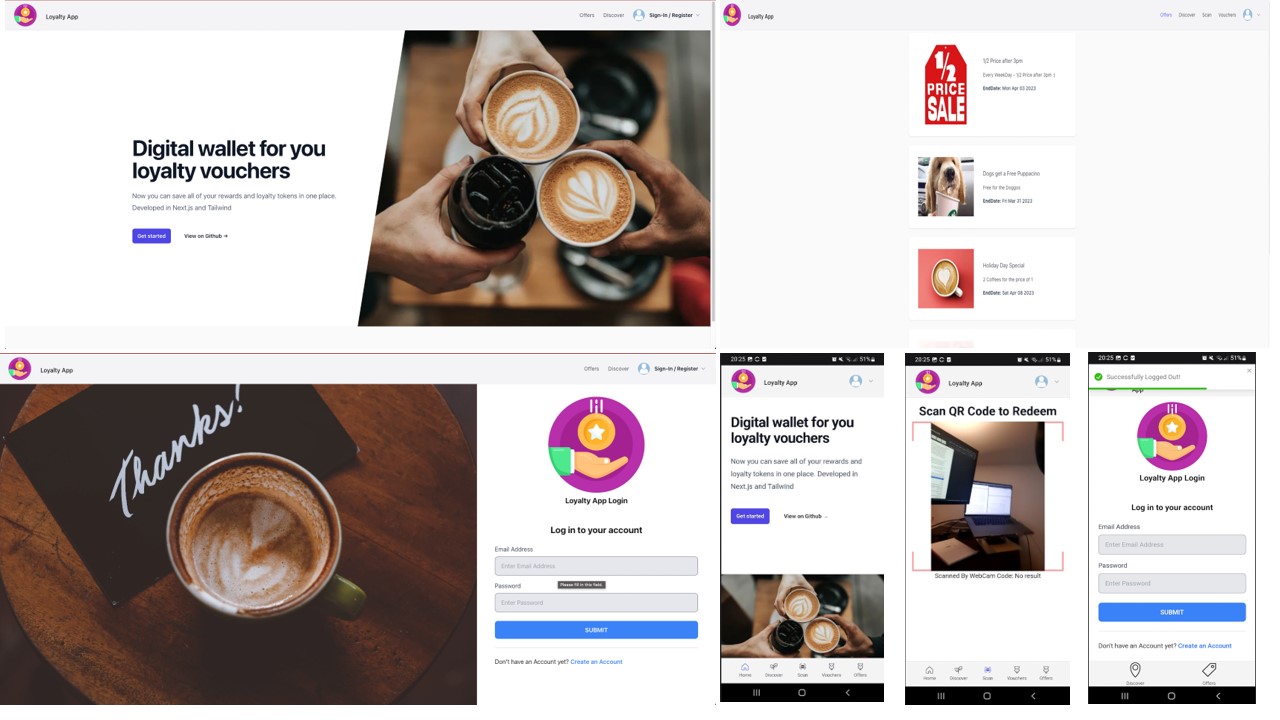 Loyalty App
Offers Discover Sign-In / Register
Digital wallet for you
loyalty vouchers
Now you can save all of your rewards and loyalty tokens in one place.
Developed in Next.js and Tailwind
Get started View on Github →
Loyalty App
Offers Discover Scan Vouchers
1/2
PRICE
SALE
1/2 Price after 3pm
Every WeekDay - 1/2 Price after 3pm :)
EndDate: Mon Apr 03 2023
Dogs get a Free Puppacino
Free for the Doggos
EndDate: Fri Mar 31 2023
Holiday Day Special
2 Coffees for the price of 1
EndDate: Sat Apr 08 2023
Loyalty App
Offers Discover Sign-In / Register
Thanks!
Loyalty App Login
Log in to your account
Email Address
Enter Email Address
Please fill in this field.
Password
Enter Password
SUBMIT
Don't have an Account yet? Create an Account
20:25 51%
Loyalty App
Digital wallet for you
loyalty vouchers
Now you can save all of your rewards and
loyalty tokens in one place. Developed in
Next.js and Tailwind
Get started View on Github →
Home Discover Scan Vouchers Offers
20:25 51%
Loyalty App
Scan QR Code to Redeem
Scanned By WebCam Code: No result
Home Discover Scan Vouchers Offers
20:25 51%
Successfully Logged Out!
App
Loyalty App Login
Log in to your account
Email Address
Enter Email Address
Password
Enter Password
SUBMIT
Don't have an Account yet? Create an Account
Discover Offers